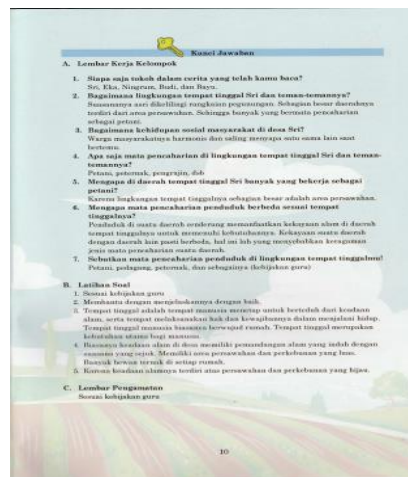 Kunci Jawaban
A. Lembar Kerja Kelompok
1. Siapa saja tokoh dalam cerita yang telah kamu baca?
Sri, Eka, Ningrum, Budi, dan Bayu.
2. Bagaimana lingkungan tempat tinggal Sri dan teman-temannya?
Suasananya asri dikelilingi rangkaian pegunungan. Sebagian besar daerahnya
terdiri dari area persawahan. Sehingga banyak yang bermata pencaharian
sebagai petani.
3. Bagaimana kehidupan sosial masyarakat di desa Sri?
Warga masyarakatnya harmonis dan saling menyapa satu sama lain saat
bertemu.
4. Apa saja mata pencaharian di lingkungan tempat tinggal Sri dan teman-
temannya?
Petani, peternak, pengrajin, dsb
5. Mengapa di daerah tempat tinggal Sri banyak yang bekerja sebagai
petani?
Karena lingkungan tempat tinggalnya sebagian besar adalah area persawahan.
6. Mengapa mata pencaharian penduduk berbeda sesuai tempat
tinggalnya?
Penduduk di suatu daerah cenderung memanfaatkan kekayaan alam di daerah
tempat tinggalnya untuk memenuhi kebutuhannya. Kekayaan suatu daerah
dengan daerah lain pasti berbeda, hal ini lah yang menyebabkan keragaman
jenis mata pencaharian suatu daerah.
7. Sebutkan mata pencaharian penduduk di lingkungan tempat tinggalmu!
Petani, pedagang, peternak, dan sebagainya (kebijakan guru)
B. Latihan Soal
1. Sesuai kebijakan guru
2. Membantu dengan menjelaskannya dengan baik.
3. Tempat tinggal adalah tempat manusia menetap untuk berteduh dari keadaan
alam, serta tempat melaksanakan hak dan kewajibannya dalam menjalani hidup.
Tempat tinggal manusia biasanya berwujud rumah. Tempat tinggal merupakan
kebutuhan utama bagi manusia.
4. Biasanya keadaan alam di desa memiliki pemandangan alam yang indah dengan
suasana yang sejuk. Memiliki area persawahan dan perkebunan yang luas.
Banyak hewan ternak di setiap rumah.
5. Karena keadaan alamnya terdiri atas persawahan dan perkebunan yang hijau.
C. Lembar Pengamatan
Sesuai kebijakan guru
10